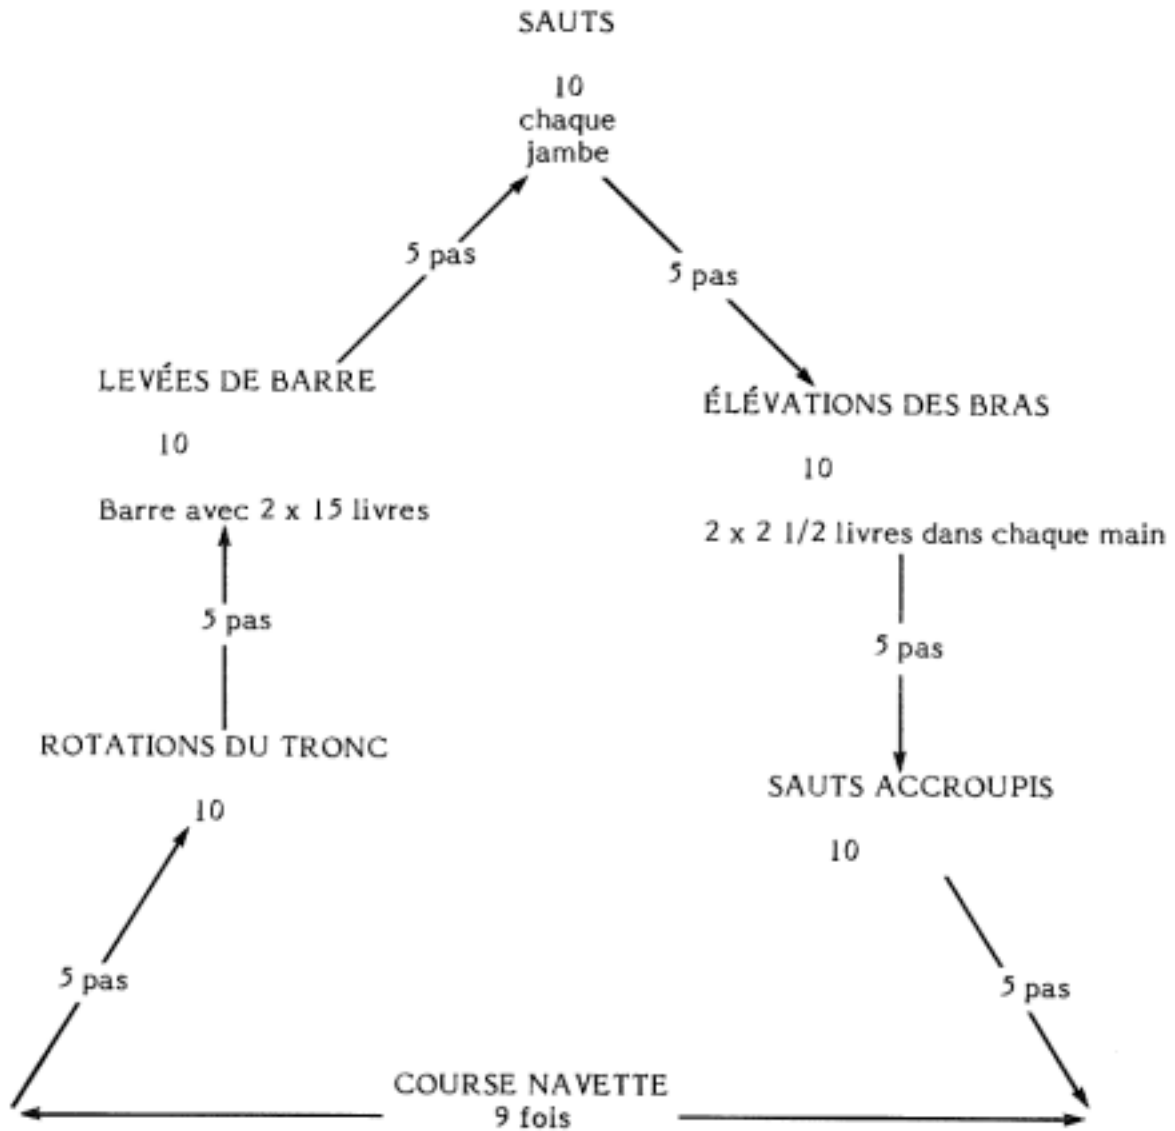 SAUTS
10
chaque
jambe
5 pas
5 pas
LEVÉES DE BARRE
ÉLÉVATIONS DES BRAS
10
10
Barre avec 2 x 15 livres
2 x 2 1/2 livres dans chaque main
5 pas
5 pas
ROTATIONS DU TRONC
SAUTS ACCROUPIS
10
10
5 pas
5 pas
COURSE NAVETTE
9 fois